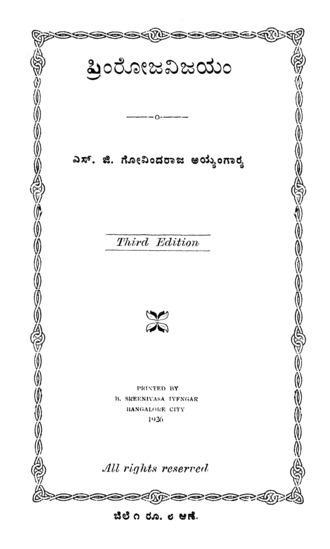 ಪ್ರಿಂರೋಜವಿಜಯಂ
ಎಸ್. ಜಿ. ಗೋವಿಂದರಾಜ ಅಯ್ಯಂಗಾರ‍್ಯ
Third Edition
PRINTED BY
B. SREENIVASA IYENGAR
BANGALORE CITY
1926
All rights reserved
ಬೆಲೆ ೧ ರೂ. ೮ ಆಣೆ.